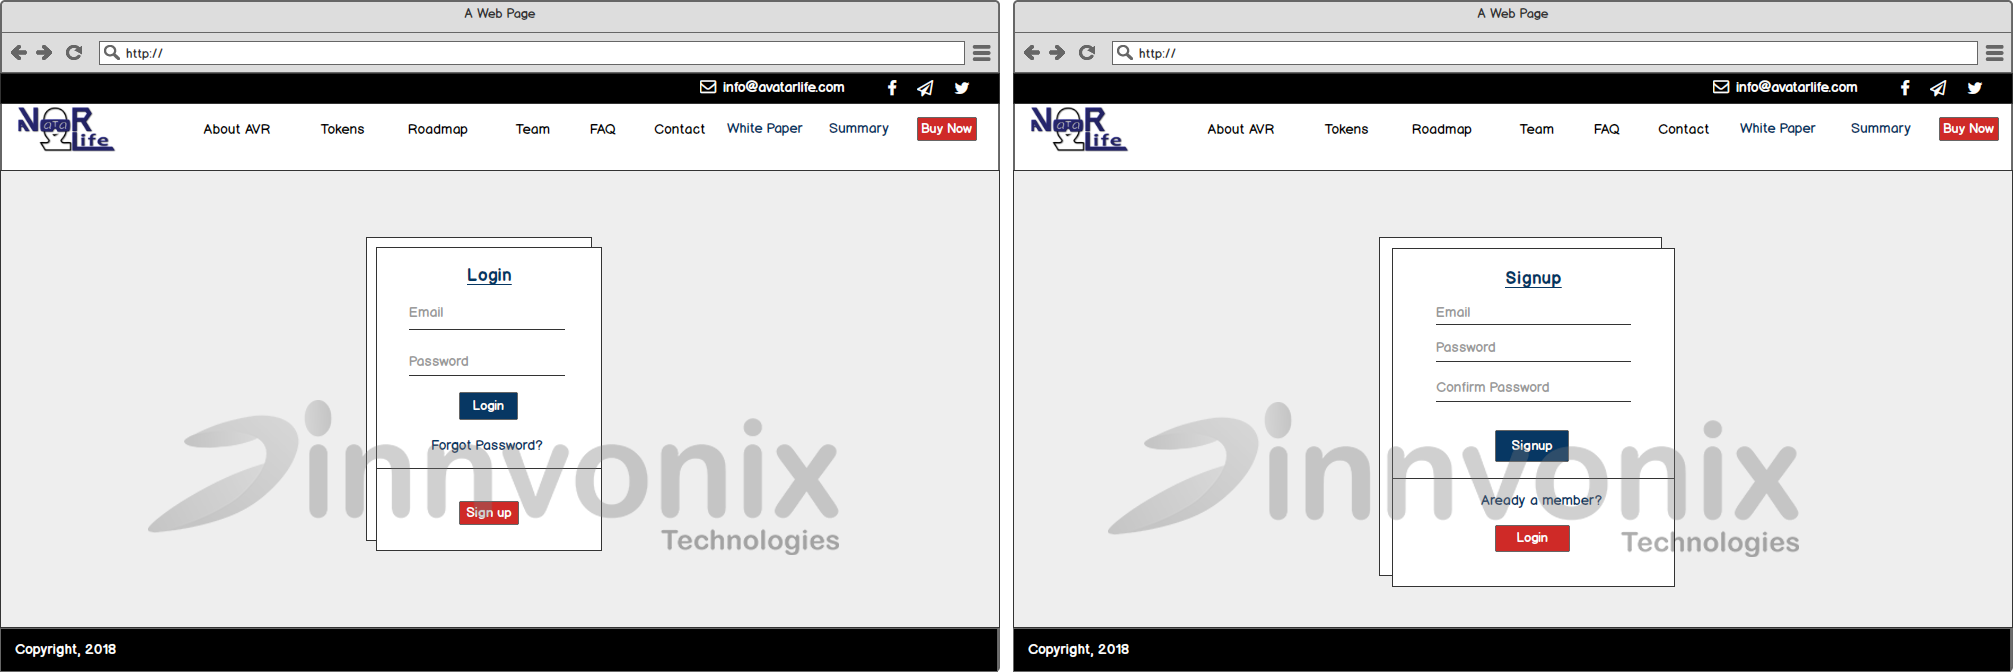 A Web Page
http://
info@avatarlife.com
NATAR
Life
About AVR Tokens Roadmap Team FAQ Contact White Paper Summary Buy Now
Login
Email
Password
Login
Forgot Password?
Sign up
innvonix
Technologies
Copyright, 2018
A Web Page
http://
info@avatarlife.com
NATAR
Life
About AVR Tokens Roadmap Team FAQ Contact White Paper Summary Buy Now
Signup
Email
Password
Confirm Password
Signup
Aready a member?
Login
innvonix
Technologies
Copyright, 2018